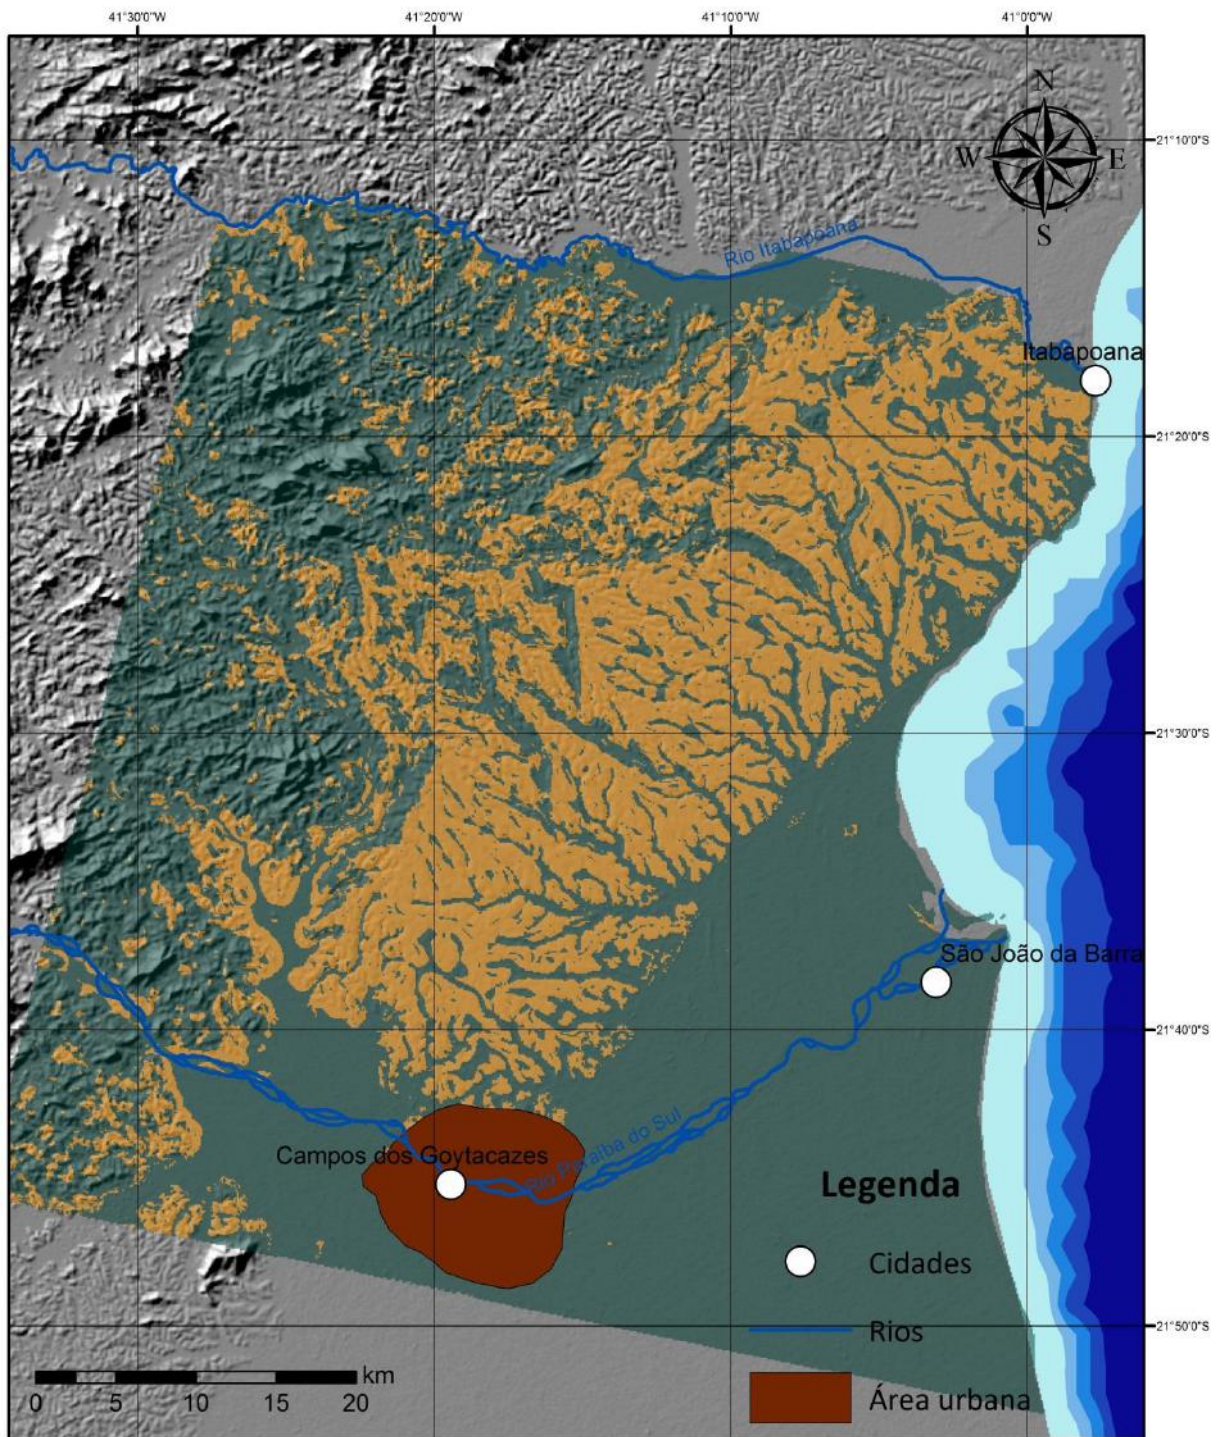 41°30'0"W 41°20'0"W 41°10'0"W 41°0'0"W
N
W E
S
21°10'0"S
Rio Itabapoana
Itabapoana
21°20'0"S
21°30'0"S
São João da Barra
21°40'0"S
Rio Paraíba do Sul
Campos dos Goytacazes
Legenda
Cidades
Rios
21°50'0"S
Área urbana
km
0 5 10 15 20